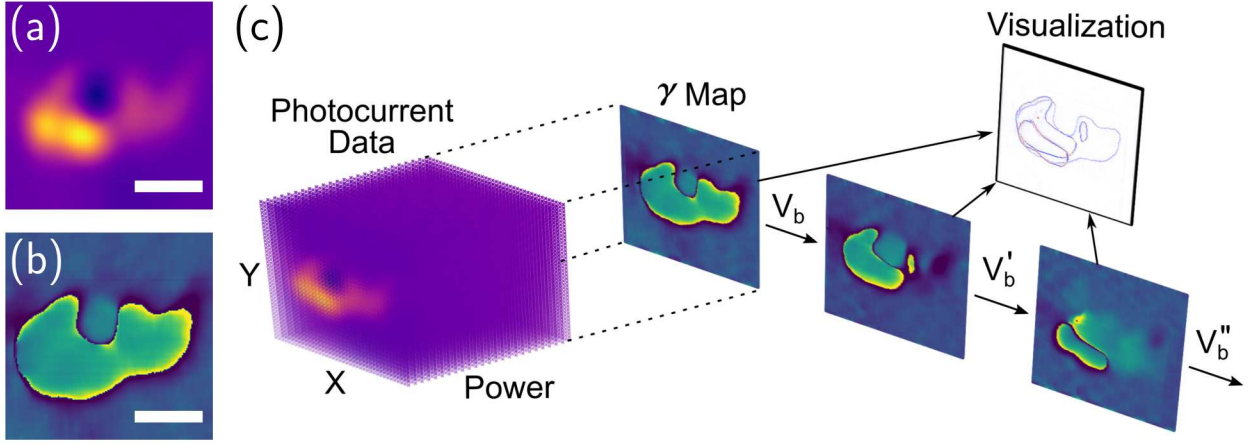 (a)
(b)
(c)
Photocurrent
Data
Y
X
Power
γ Map
V_b
V_b'
V_b"
Visualization